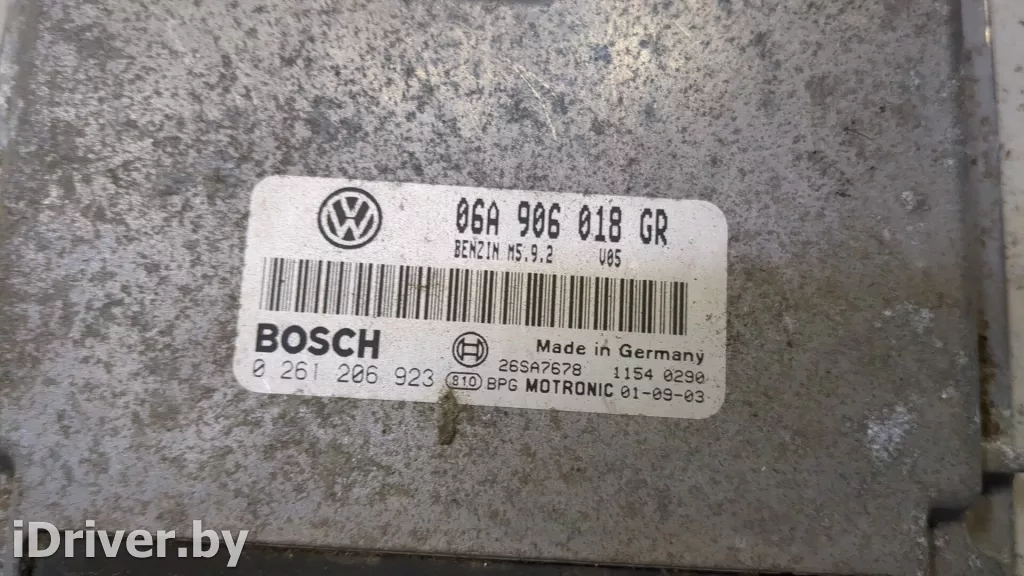 06A 906 018 GR
BENZIN M5.9.2 V05
BOSCH
Made in Germany
0 261 206 923
26SA7678 1154 0290
810 BPG MOTRONIC 01-09-03
iDriver.by